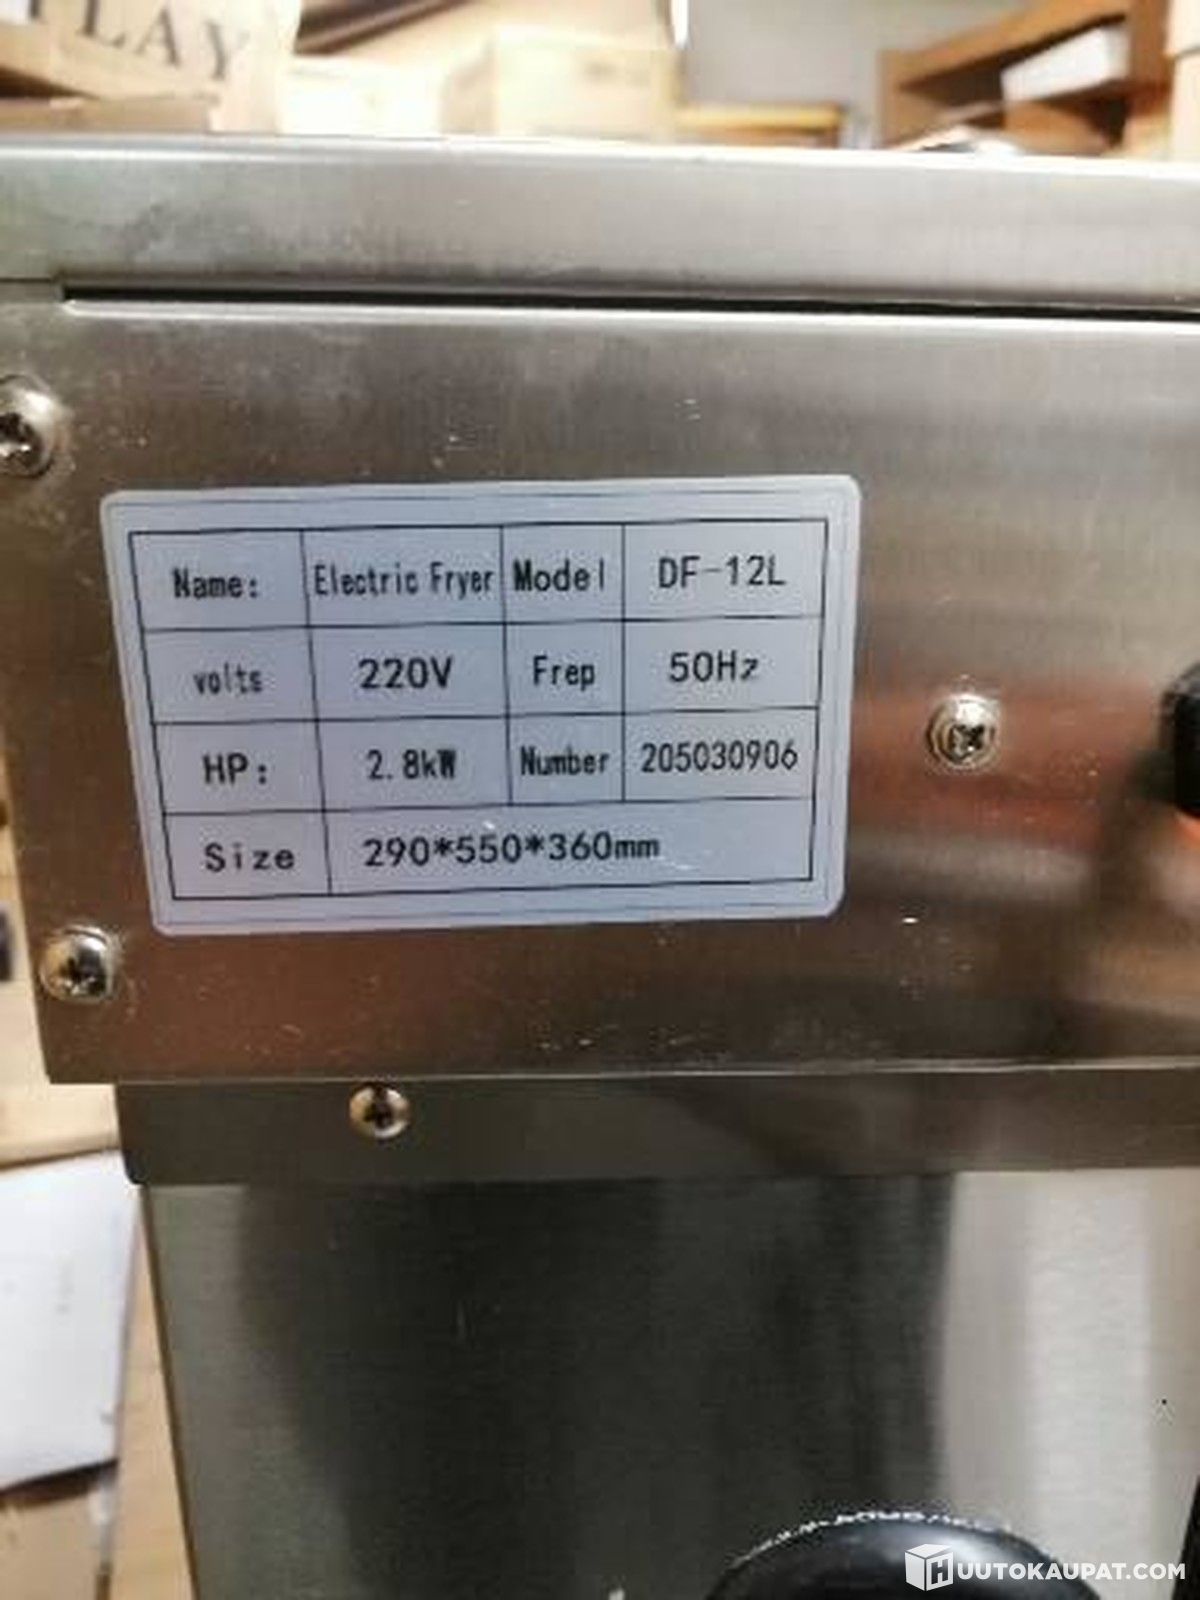 LAY
Name: Electric Fryer Model DF-12L
volts 220V Frep 50Hz
HP: 2.8kW Number 205030906
Size 290*550*360mm
HUUTOKAUPAT.COM